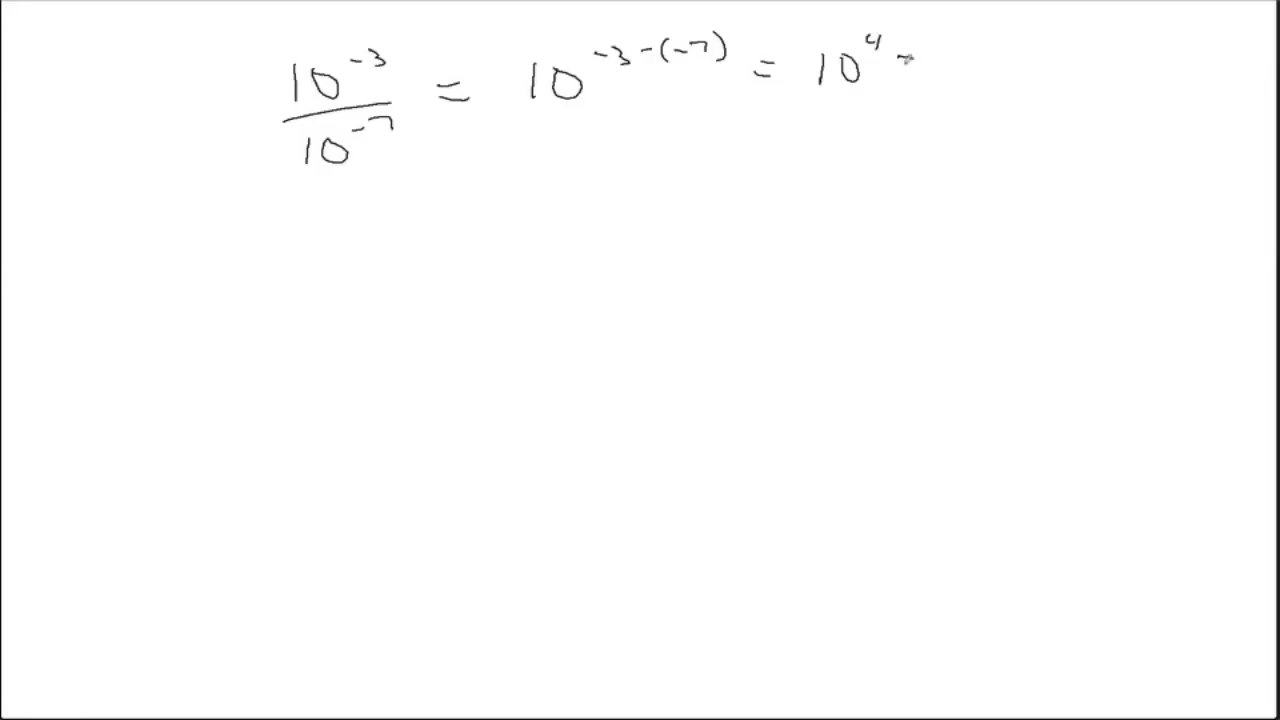 10^{-3} / 10^{-7} = 10^{-3-(-7)} = 10^{4}